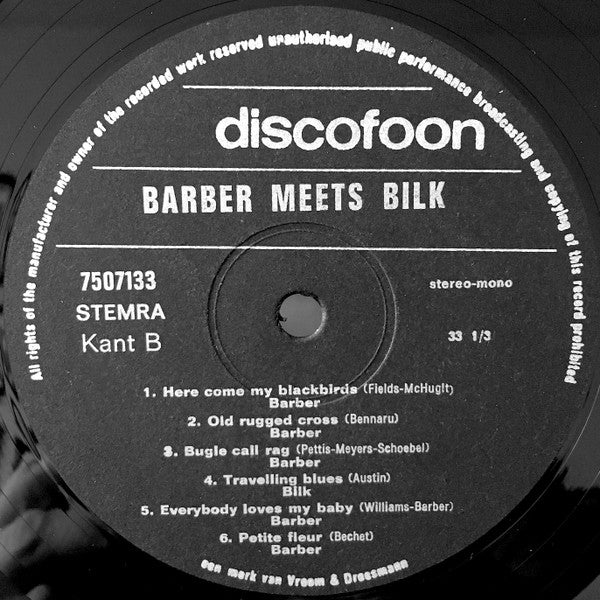 All rights of the manufacturer and owner of the recorded work reserved unauthorised public performance broadcasting and copying of this record prohibited
discofoon
BARBER MEETS BILK
7507133
stereo-mono
STEMRA
Kant B
33 1/3
1. Here come my blackbirds (Fields-McHugit)
Barber
2. Old rugged cross (Bennaru)
Barber
3. Bugle call rag (Pettis-Meyers-Schoebel)
Barber
4. Travelling blues (Austin)
Bilk
5. Everybody loves my baby (Williams-Barber)
Barber
6. Petite fleur (Bechet)
Barber
een merk van Vroom & Dreesmann